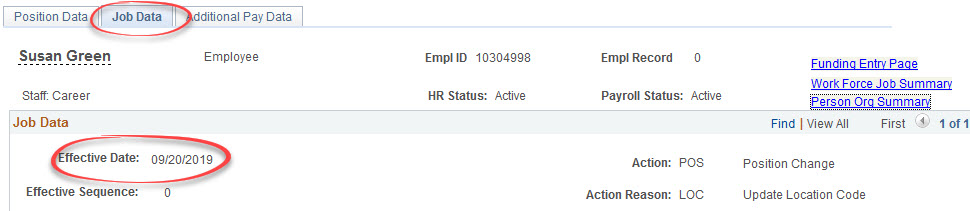 Position Data Job Data Additional Pay Data
Susan Green Employee Empl ID 10304998 Empl Record 0
Funding Entry Page
Work Force Job Summary
Staff: Career HR Status: Active Payroll Status: Active
Person Org Summary
Job Data Find | View All First 1 of 1
Effective Date: 09/20/2019 Action: POS Position Change
Effective Sequence: 0 Action Reason: LOC Update Location Code